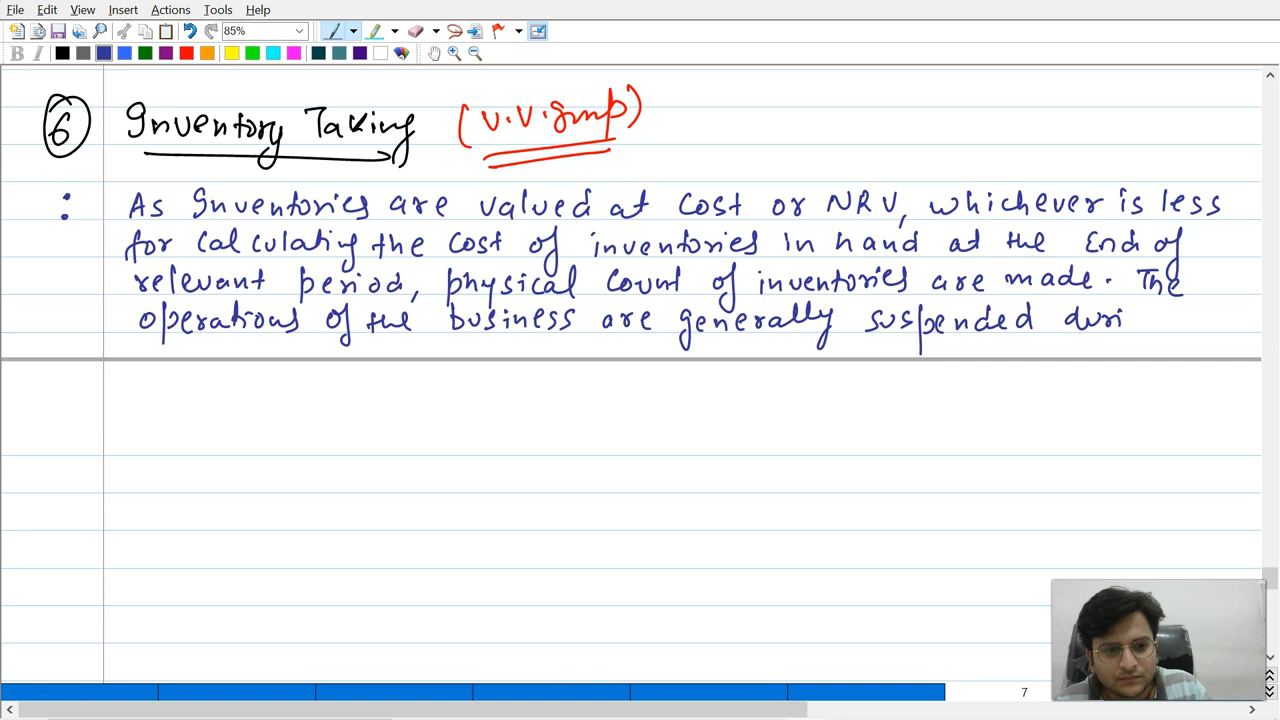 File Edit View Insert Actions Tools Help
85%
B I
6 Inventory Taking (V.V.Imp)
: As Inventories are valued at cost or NRV, whichever is less
for calculating the cost of inventories in hand at the End of
relevant period, physical count of inventories are made. The
operations of the business are generally suspended duri
7